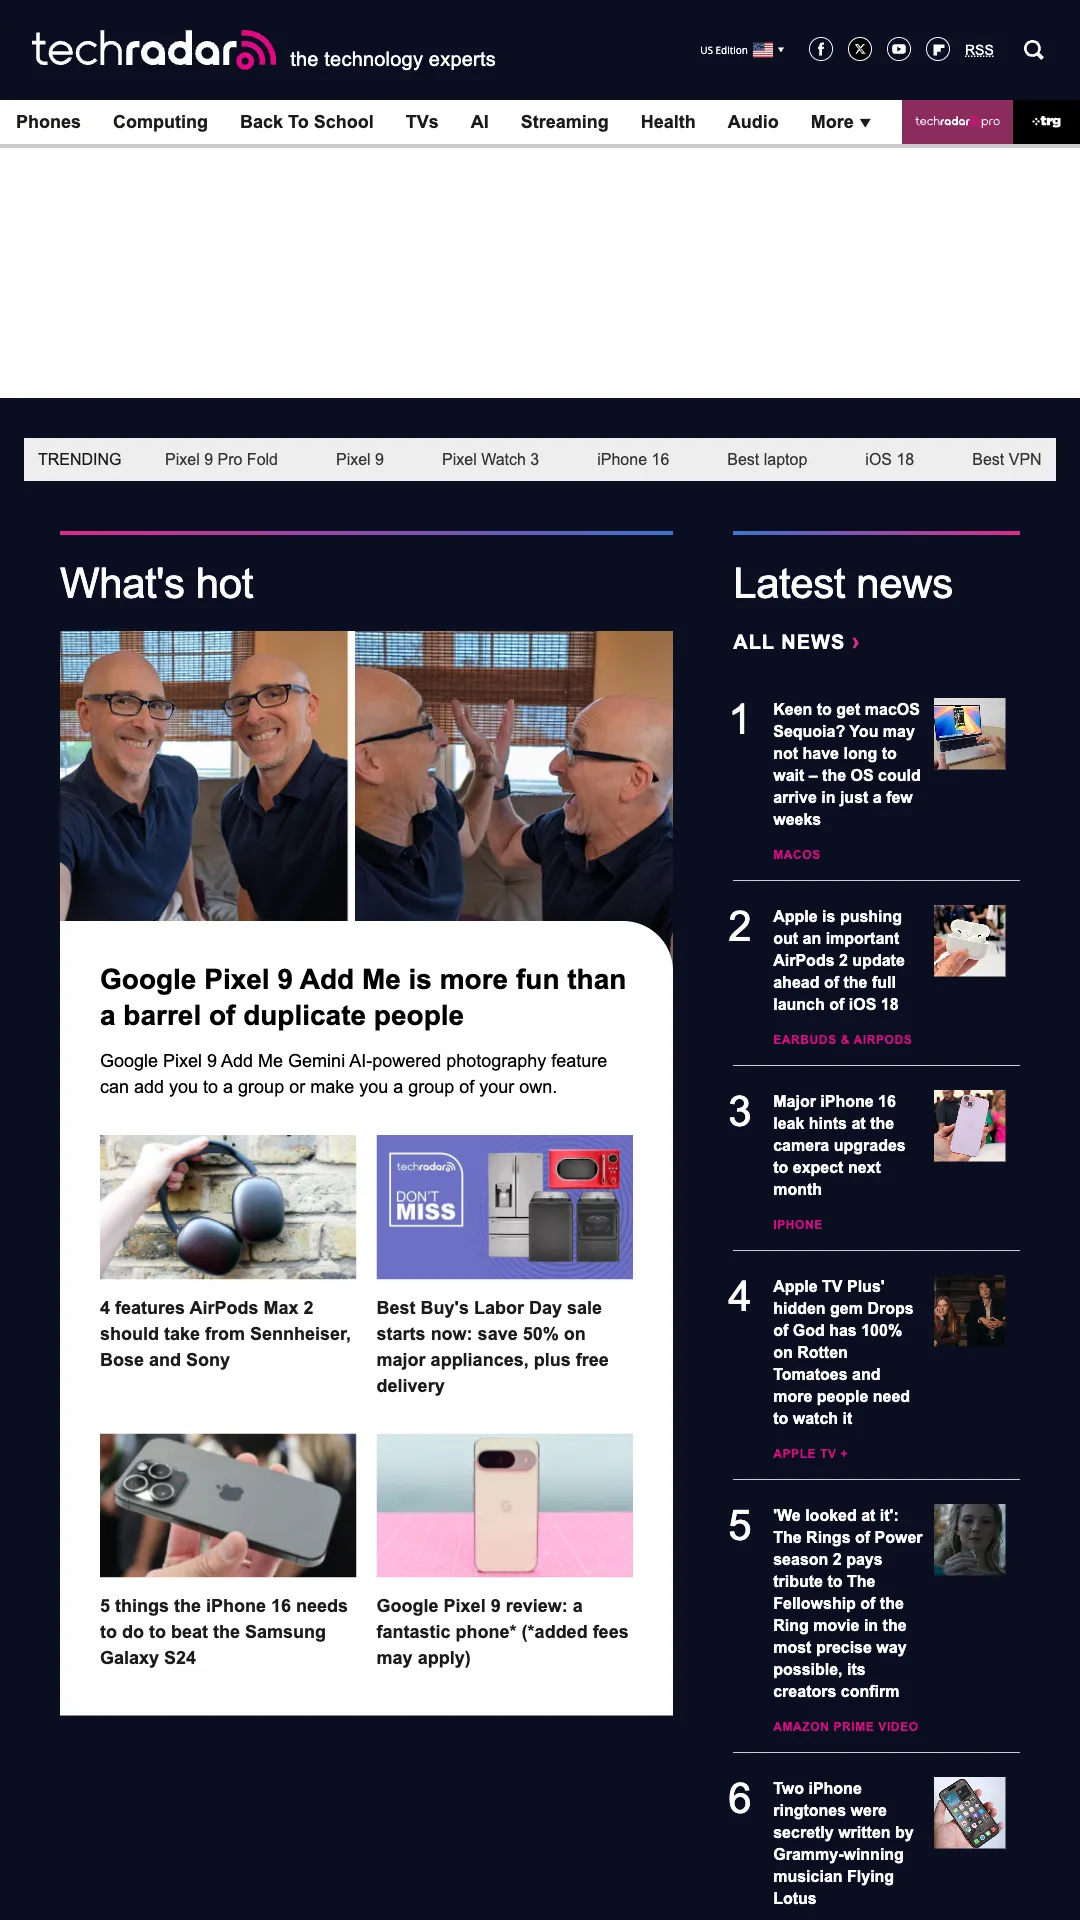 techradar the technology experts
US Edition
RSS
Phones Computing Back To School TVs AI Streaming Health Audio More techradar pro trg
TRENDING Pixel 9 Pro Fold Pixel 9 Pixel Watch 3 iPhone 16 Best laptop iOS 18 Best VPN
What's hot
Google Pixel 9 Add Me is more fun than
a barrel of duplicate people
Google Pixel 9 Add Me Gemini AI-powered photography feature
can add you to a group or make you a group of your own.
4 features AirPods Max 2
should take from Sennheiser,
Bose and Sony
techradar
DON'T
MISS
Best Buy's Labor Day sale
starts now: save 50% on
major appliances, plus free
delivery
5 things the iPhone 16 needs
to do to beat the Samsung
Galaxy S24
Google Pixel 9 review: a
fantastic phone* (*added fees
may apply)
Latest news
ALL NEWS ›
1
Keen to get macOS
Sequoia? You may
not have long to
wait – the OS could
arrive in just a few
weeks
MACOS
2
Apple is pushing
out an important
AirPods 2 update
ahead of the full
launch of iOS 18
EARBUDS & AIRPODS
3
Major iPhone 16
leak hints at the
camera upgrades
to expect next
month
IPHONE
4
Apple TV Plus'
hidden gem Drops
of God has 100%
on Rotten
Tomatoes and
more people need
to watch it
APPLE TV +
5
'We looked at it':
The Rings of Power
season 2 pays
tribute to The
Fellowship of the
Ring movie in the
most precise way
possible, its
creators confirm
AMAZON PRIME VIDEO
6
Two iPhone
ringtones were
secretly written by
Grammy-winning
musician Flying
Lotus